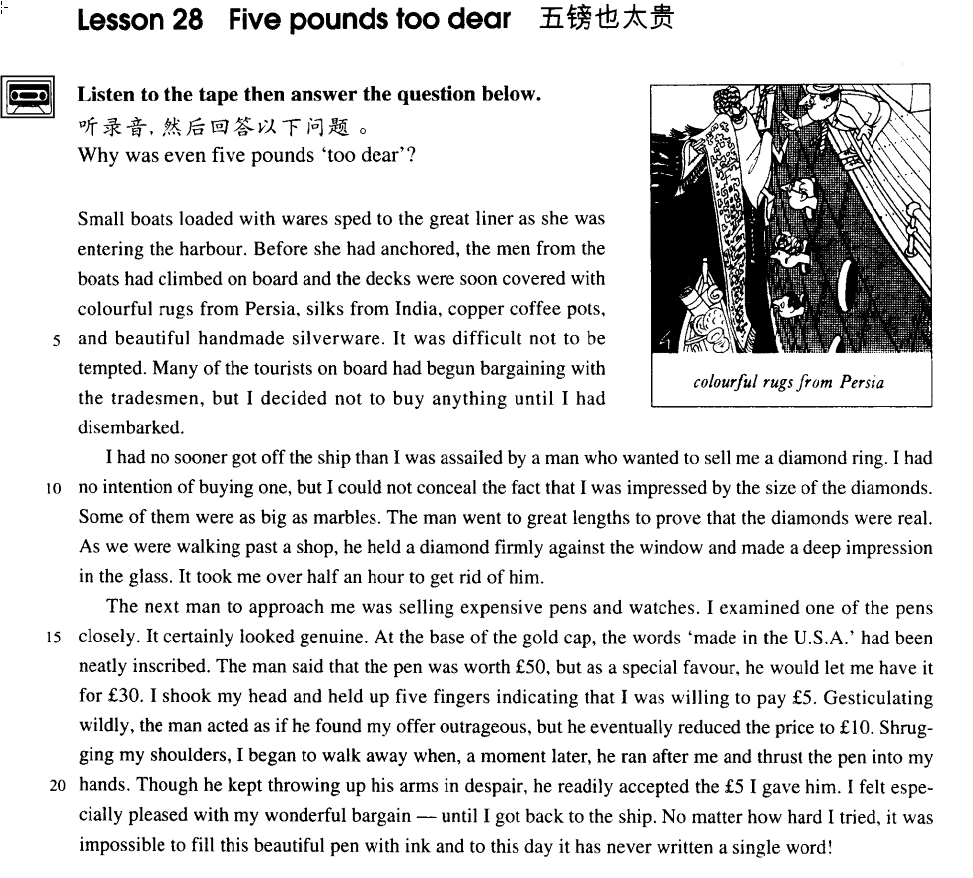 Lesson 28 Five pounds too dear 五镑也太贵
Listen to the tape then answer the question below.
听录音，然后回答以下问题。
Why was even five pounds ‘too dear’?
Small boats loaded with wares sped to the great liner as she was
entering the harbour. Before she had anchored, the men from the
boats had climbed on board and the decks were soon covered with
colourful rugs from Persia, silks from India, copper coffee pots,
5 and beautiful handmade silverware. It was difficult not to be
tempted. Many of the tourists on board had begun bargaining with
the tradesmen, but I decided not to buy anything until I had
disembarked.
colourful rugs from Persia
I had no sooner got off the ship than I was assailed by a man who wanted to sell me a diamond ring. I had
10 no intention of buying one, but I could not conceal the fact that I was impressed by the size of the diamonds.
Some of them were as big as marbles. The man went to great lengths to prove that the diamonds were real.
As we were walking past a shop, he held a diamond firmly against the window and made a deep impression
in the glass. It took me over half an hour to get rid of him.
The next man to approach me was selling expensive pens and watches. I examined one of the pens
15 closely. It certainly looked genuine. At the base of the gold cap, the words ‘made in the U.S.A.’ had been
neatly inscribed. The man said that the pen was worth £50, but as a special favour, he would let me have it
for £30. I shook my head and held up five fingers indicating that I was willing to pay £5. Gesticulating
wildly, the man acted as if he found my offer outrageous, but he eventually reduced the price to £10. Shrug-
ging my shoulders, I began to walk away when, a moment later, he ran after me and thrust the pen into my
20 hands. Though he kept throwing up his arms in despair, he readily accepted the £5 I gave him. I felt espe-
cially pleased with my wonderful bargain — until I got back to the ship. No matter how hard I tried, it was
impossible to fill this beautiful pen with ink and to this day it has never written a single word!